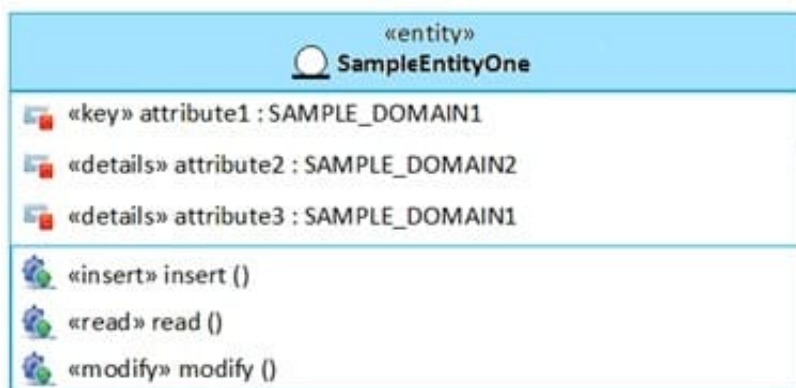 «entity»
SampleEntityOne
«key» attribute1 : SAMPLE_DOMAIN1
«details» attribute2 : SAMPLE_DOMAIN2
«details» attribute3 : SAMPLE_DOMAIN1
«insert» insert ()
«read» read ()
«modify» modify ()